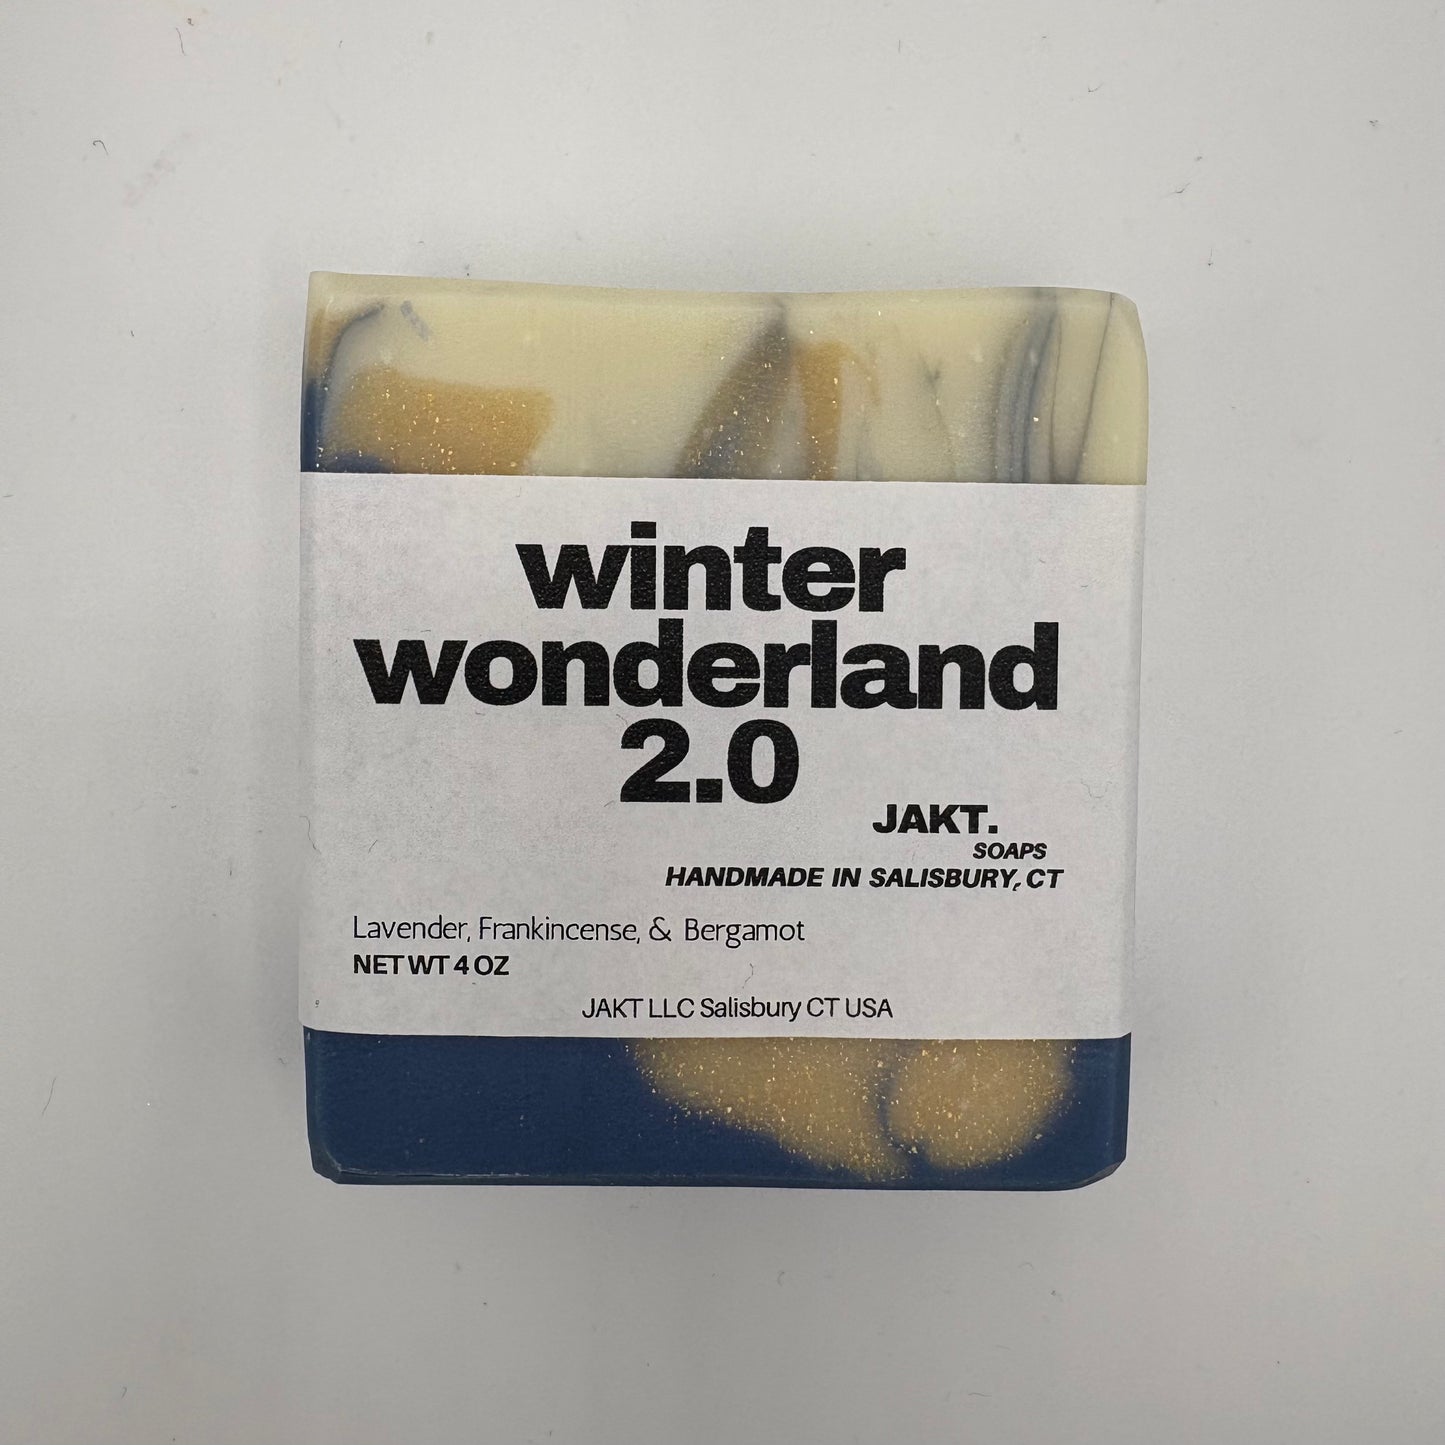 winter
wonderland
2.0
JAKT.
SOAPS
HANDMADE IN SALISBURY, CT
Lavender, Frankincense, & Bergamot
NET WT 4 OZ
JAKT LLC Salisbury CT USA